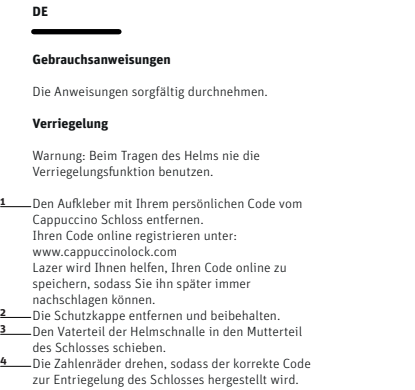 DE
Gebrauchsanweisungen
Die Anweisungen sorgfältig durchnehmen.
Verriegelung
Warnung: Beim Tragen des Helms nie die
Verriegelungsfunktion benutzen.
1 Den Aufkleber mit Ihrem persönlichen Code vom
Cappuccino Schloss entfernen.
Ihren Code online registrieren unter:
www.cappuccinolock.com
Lazer wird Ihnen helfen, Ihren Code online zu
speichern, sodass Sie ihn später immer
nachschlagen können.
2 Die Schutzkappe entfernen und beibehalten.
3 Den Vaterteil der Helmschnalle in den Mutterteil
des Schlosses schieben.
4 Die Zahlenräder drehen, sodass der korrekte Code
zur Entriegelung des Schlosses hergestellt wird.